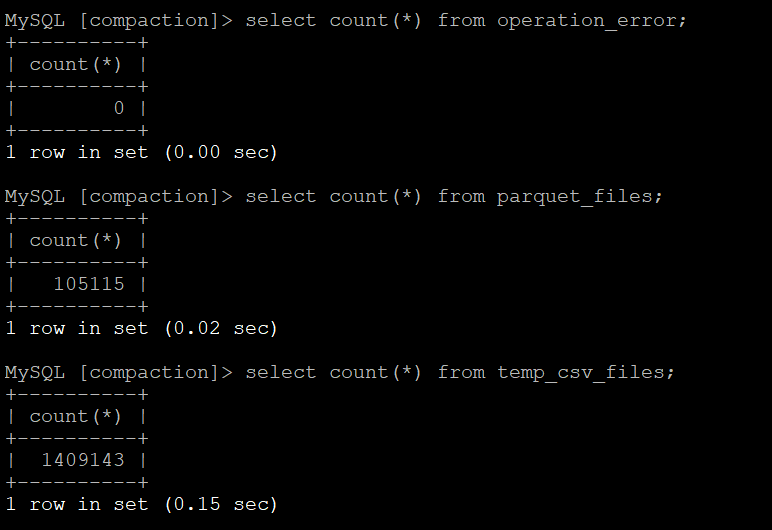 MySQL [compaction]> select count(*) from operation_error;
+----------+
| count(*) |
+----------+
|        0 |
+----------+
1 row in set (0.00 sec)

MySQL [compaction]> select count(*) from parquet_files;
+----------+
| count(*) |
+----------+
|   105115 |
+----------+
1 row in set (0.02 sec)

MySQL [compaction]> select count(*) from temp_csv_files;
+----------+
| count(*) |
+----------+
|  1409143 |
+----------+
1 row in set (0.15 sec)